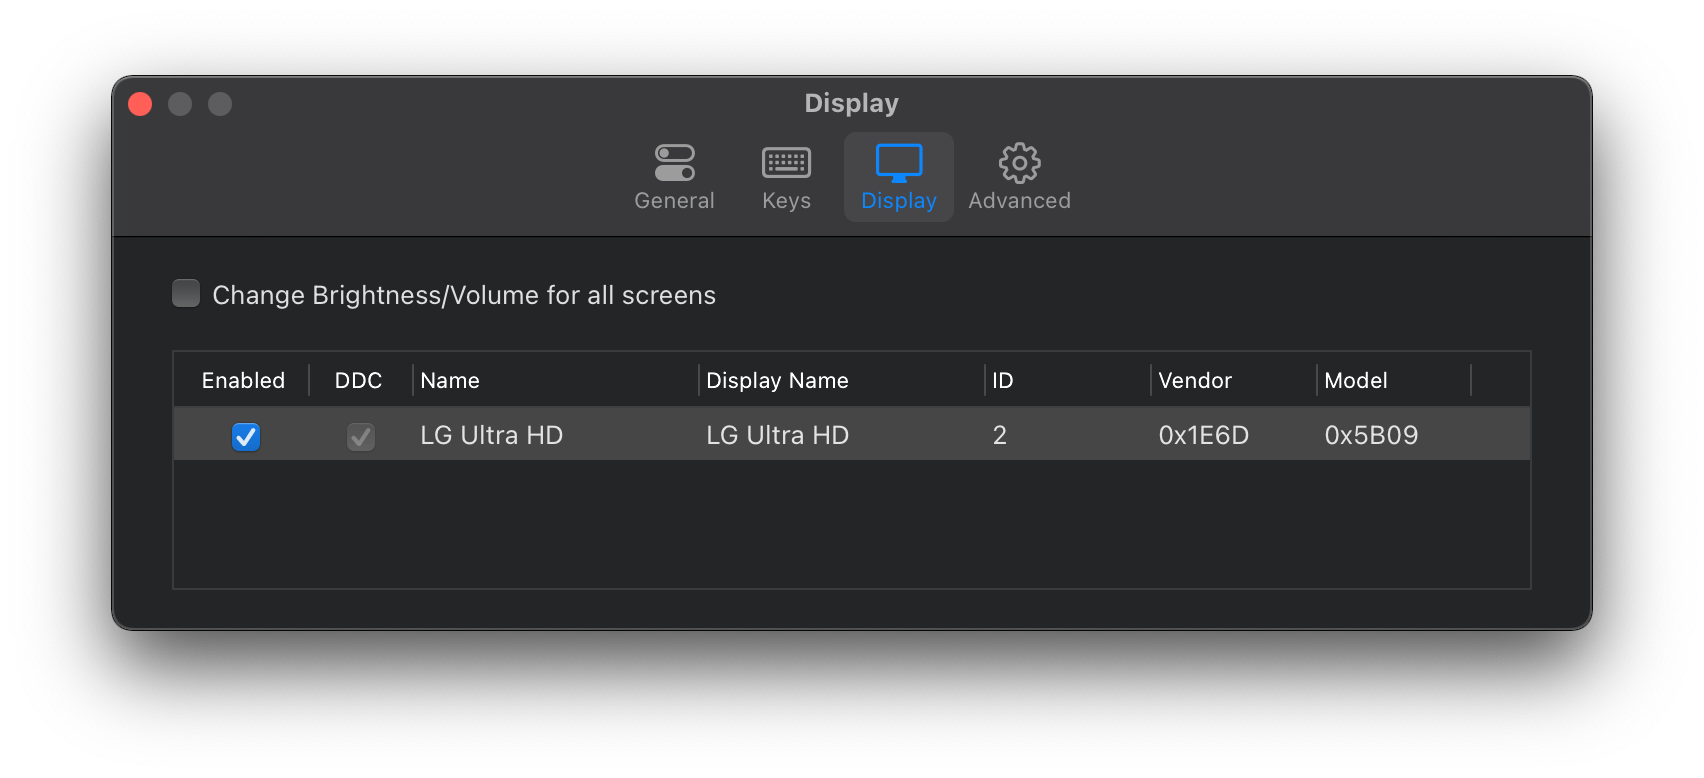 Display
General Keys Display Advanced
Change Brightness/Volume for all screens
Enabled DDC Name Display Name ID Vendor Model
LG Ultra HD LG Ultra HD 2 0x1E6D 0x5B09